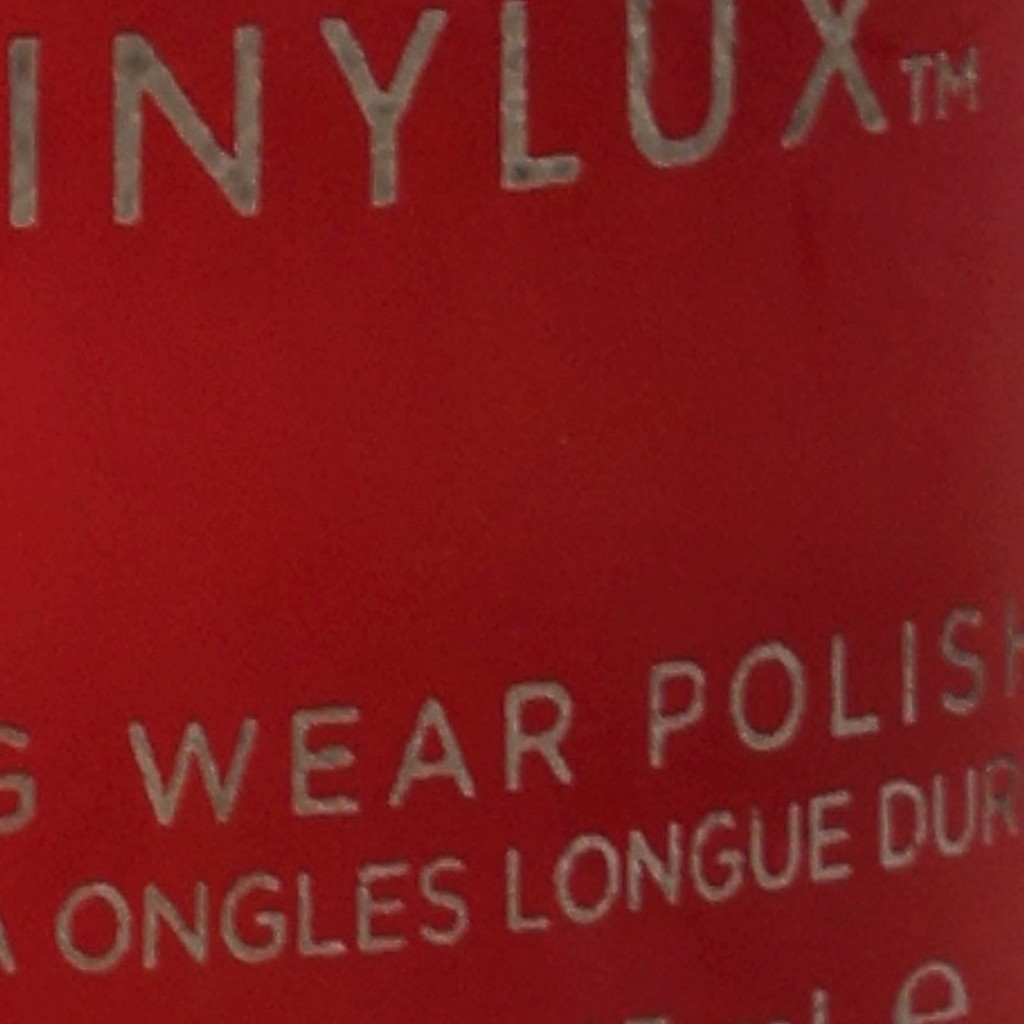 INYLUX™
G WEAR POLISH
A ONGLES LONGUE DUR
e